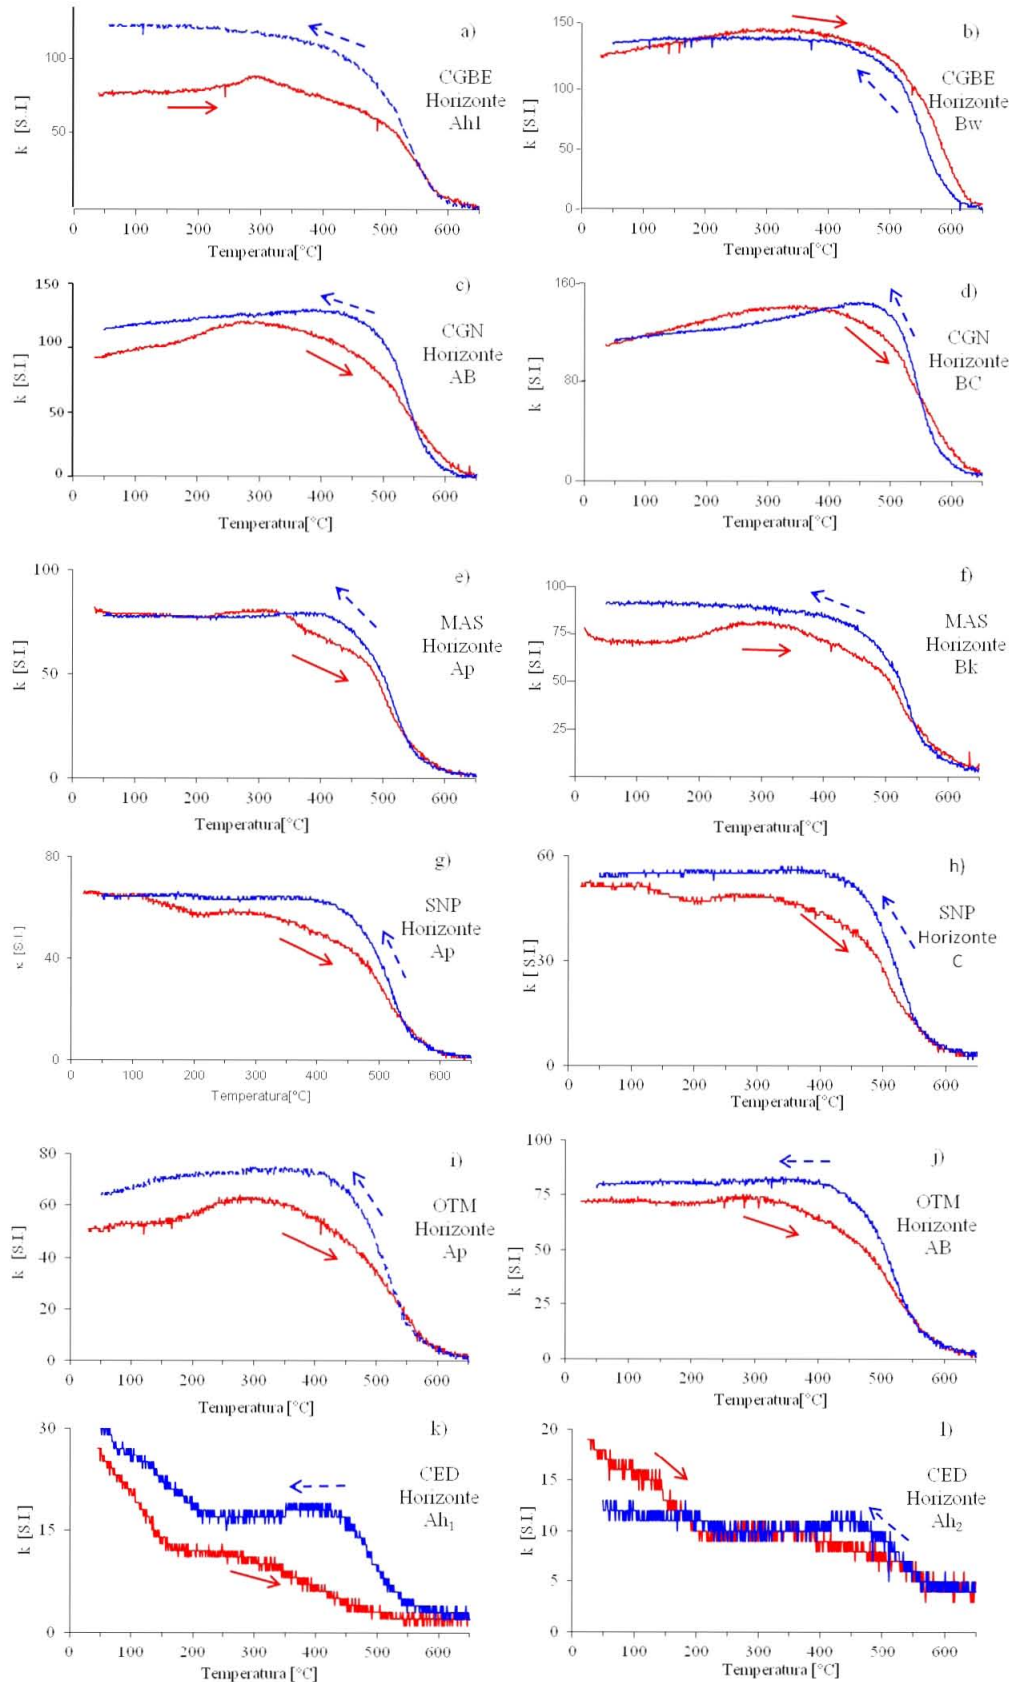 a)
CGBE
Horizonte
Ah1
k [S..I.]
100
50
0 100 200 300 400 500 600
Temperatura[°C]
b)
CGBE
Horizonte
Bw
k [S.I]
150
100
50
0
0 100 200 300 400 500 600
Temperatura[°C]
c)
CGN
Horizonte
AB
k [S.I.]
150
100
50
0
0 100 200 300 400 500 600
Temperatura[°C]
d)
CGN
Horizonte
BC
k [S.I.]
160
80
0
0 100 200 300 400 500 600
Temperatura[°C]
e)
MAS
Horizonte
Ap
k [S.I.]
100
50
0
0 100 200 300 400 500 600
Temperatura[°C]
f)
MAS
Horizonte
Bk
k [S.I.]
100
75
50
25
0 100 200 300 400 500 600
Temperatura[°C]
g)
SNP
Horizonte
Ap
κ [S.I.]
80
40
0
0 100 200 300 400 500 600
Temperatura[°C]
h)
SNP
Horizonte
C
k [S.I.]
60
30
0
0 100 200 300 400 500 600
Temperatura[°C]
i)
OTM
Horizonte
Ap
k [S.I.]
80
60
40
20
0
0 100 200 300 400 500 600
Temperatura [°C]
j)
OTM
Horizonte
AB
k [S.I.]
100
75
50
25
0
0 100 200 300 400 500 600
Temperatura[°C]
k)
CED
Horizonte
Ah1
k [S.I.]
30
15
0
0 100 200 300 400 500 600
Temperatura [°C]
l)
CED
Horizonte
Ah2
k [S.I.]
20
15
10
5
0
0 100 200 300 400 500 600
Temperatura [°C]